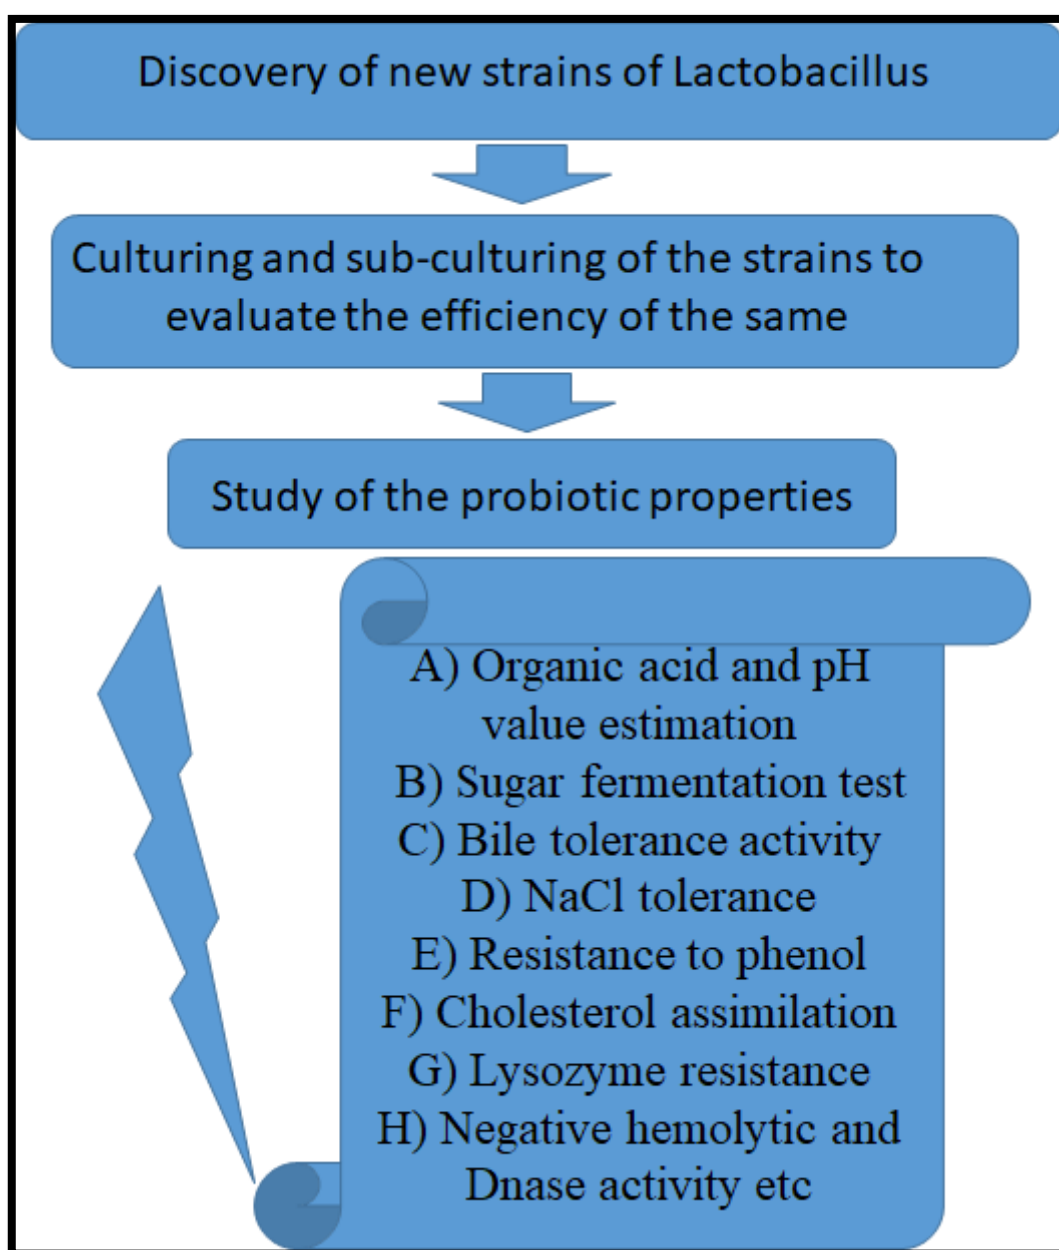 Discovery of new strains of Lactobacillus
Culturing and sub-culturing of the strains to
evaluate the efficiency of the same
Study of the probiotic properties
A) Organic acid and pH
value estimation
B) Sugar fermentation test
C) Bile tolerance activity
D) NaCl tolerance
E) Resistance to phenol
F) Cholesterol assimilation
G) Lysozyme resistance
H) Negative hemolytic and
Dnase activity etc